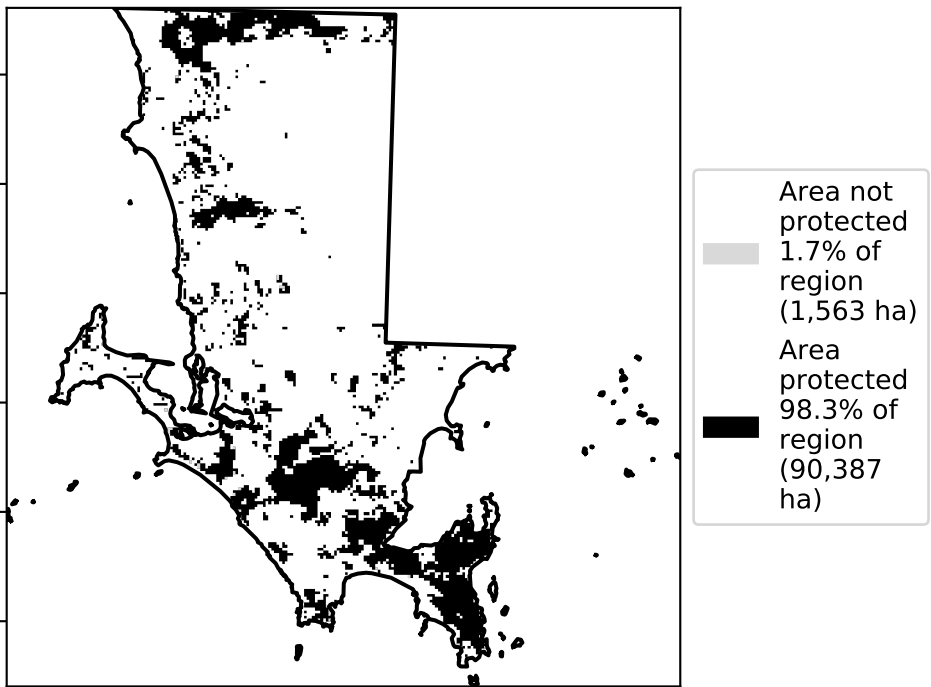 Area not
protected
1.7% of
region
(1,563 ha)
Area
protected
98.3% of
region
(90,387
ha)